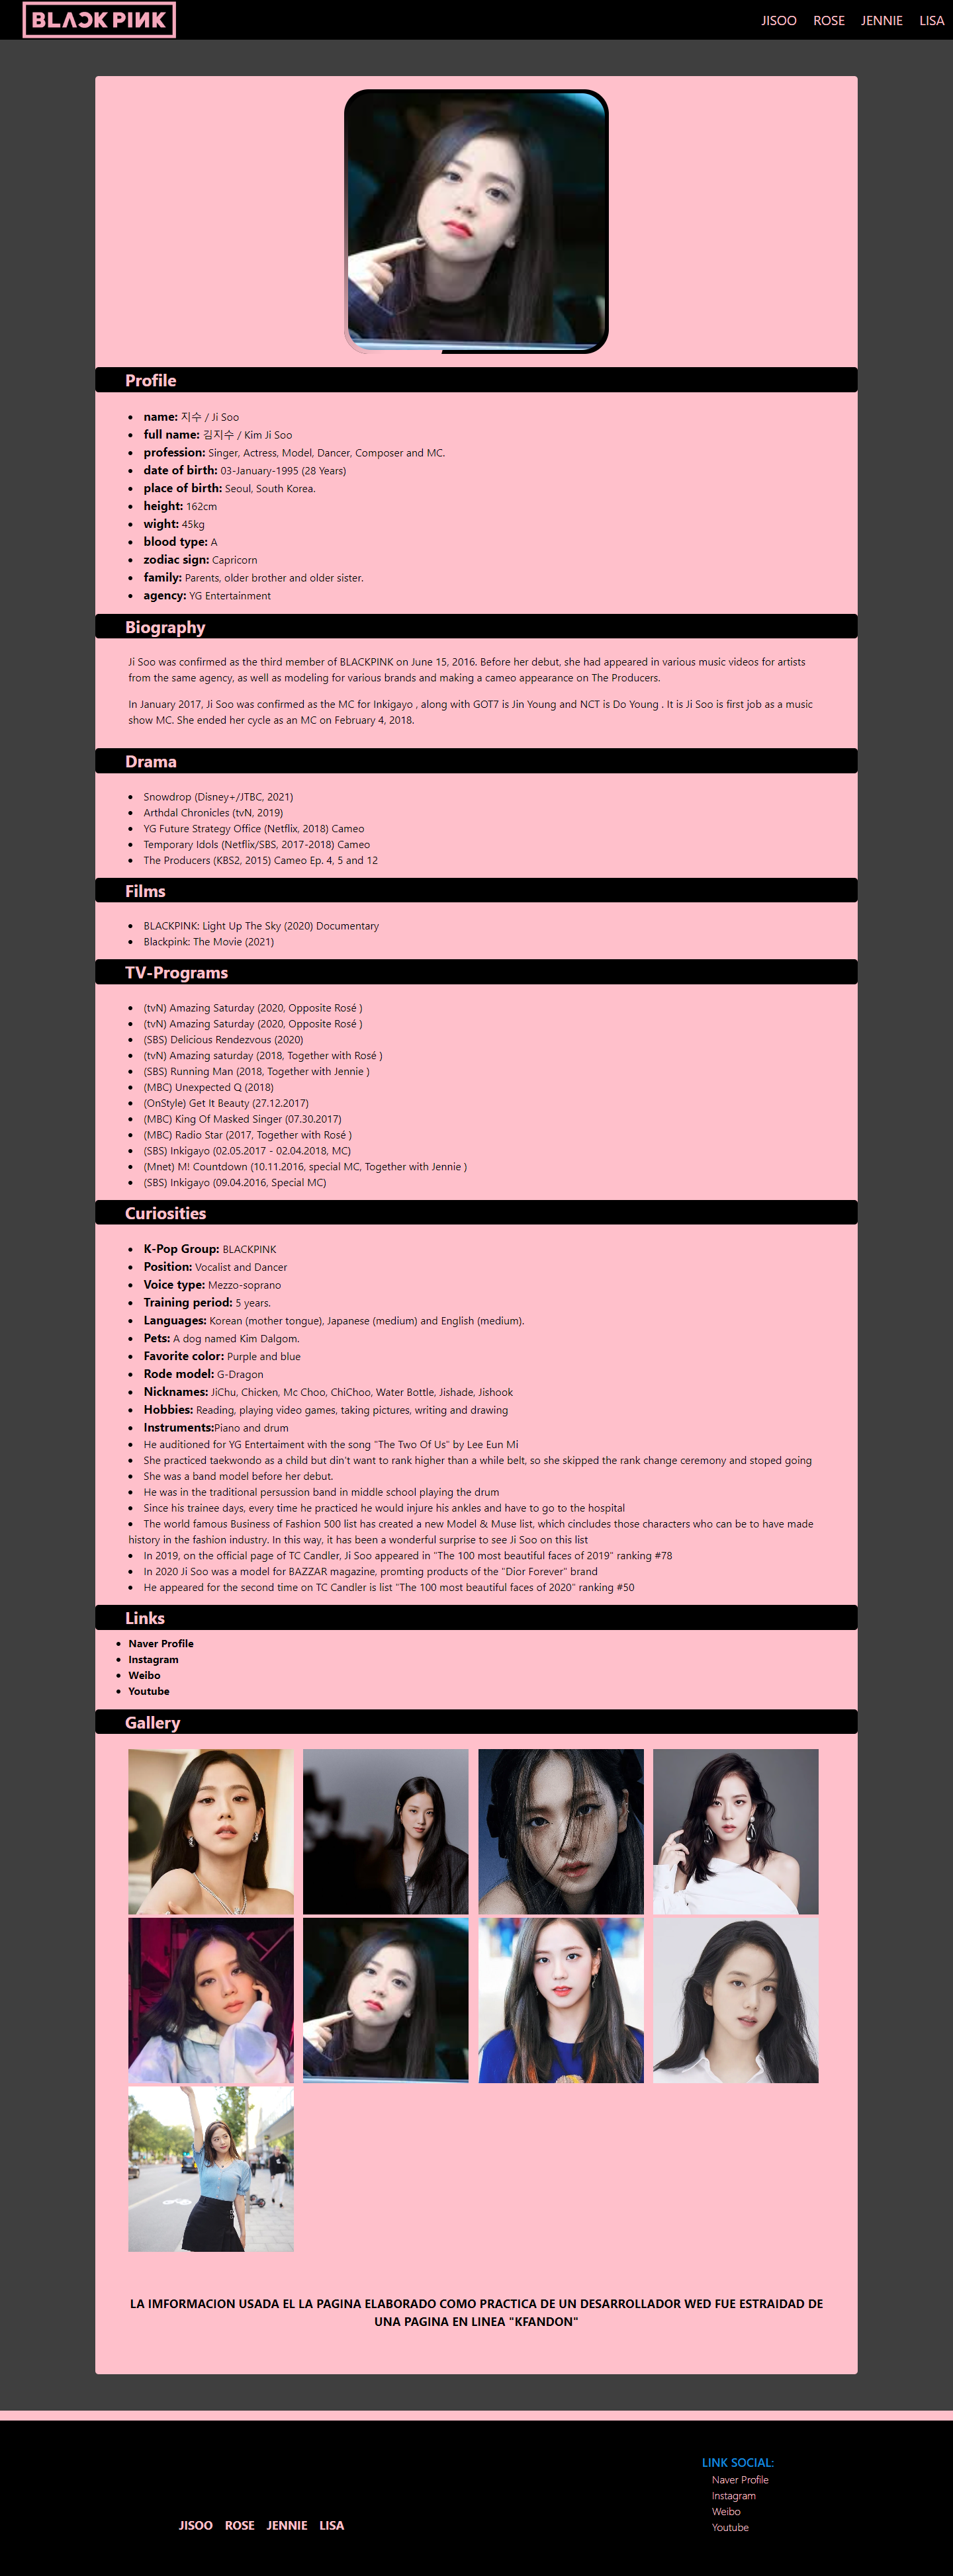 BLACKPINK
JISOO ROSE JENNIE LISA
Profile
name: 지수 / Ji Soo
full name: 김지수 / Kim Ji Soo
profession: Singer, Actress, Model, Dancer, Composer and MC.
date of birth: 03-January-1995 (28 Years)
place of birth: Seoul, South Korea.
height: 162cm
wight: 45kg
blood type: A
zodiac sign: Capricorn
family: Parents, older brother and older sister.
agency: YG Entertainment
Biography
Ji Soo was confirmed as the third member of BLACKPINK on June 15, 2016. Before her debut, she had appeared in various music videos for artists
from the same agency, as well as modeling for various brands and making a cameo appearance on The Producers.
In January 2017, Ji Soo was confirmed as the MC for Inkigayo , along with GOT7 is Jin Young and NCT is Do Young . It is Ji Soo is first job as a music
show MC. She ended her cycle as an MC on February 4, 2018.
Drama
Snowdrop (Disney+/JTBC, 2021)
Arthdal Chronicles (tvN, 2019)
YG Future Strategy Office (Netflix, 2018) Cameo
Temporary Idols (Netflix/SBS, 2017-2018) Cameo
The Producers (KBS2, 2015) Cameo Ep. 4, 5 and 12
Films
BLACKPINK: Light Up The Sky (2020) Documentary
Blackpink: The Movie (2021)
TV-Programs
(tvN) Amazing Saturday (2020, Opposite Rosé )
(tvN) Amazing Saturday (2020, Opposite Rosé )
(SBS) Delicious Rendezvous (2020)
(tvN) Amazing saturday (2018, Together with Rosé )
(SBS) Running Man (2018, Together with Jennie )
(MBC) Unexpected Q (2018)
(OnStyle) Get It Beauty (27.12.2017)
(MBC) King Of Masked Singer (07.30.2017)
(MBC) Radio Star (2017, Together with Rosé )
(SBS) Inkigayo (02.05.2017 - 02.04.2018, MC)
(Mnet) M! Countdown (10.11.2016, special MC, Together with Jennie )
(SBS) Inkigayo (09.04.2016, Special MC)
Curiosities
K-Pop Group: BLACKPINK
Position: Vocalist and Dancer
Voice type: Mezzo-soprano
Training period: 5 years.
Languages: Korean (mother tongue), Japanese (medium) and English (medium).
Pets: A dog named Kim Dalgom.
Favorite color: Purple and blue
Rode model: G-Dragon
Nicknames: JiChu, Chicken, Mc Choo, ChiChoo, Water Bottle, Jishade, Jishook
Hobbies: Reading, playing video games, taking pictures, writing and drawing
Instruments:Piano and drum
He auditioned for YG Entertaiment with the song "The Two Of Us" by Lee Eun Mi
She practiced taekwondo as a child but din't want to rank higher than a while belt, so she skipped the rank change ceremony and stoped going
She was a band model before her debut.
He was in the traditional persussion band in middle school playing the drum
Since his trainee days, every time he practiced he would injure his ankles and have to go to the hospital
The world famous Business of Fashion 500 list has created a new Model & Muse list, which cincludes those characters who can be to have made
history in the fashion industry. In this way, it has been a wonderful surprise to see Ji Soo on this list
In 2019, on the official page of TC Candler, Ji Soo appeared in "The 100 most beautiful faces of 2019" ranking #78
In 2020 Ji Soo was a model for BAZZAR magazine, promting products of the "Dior Forever" brand
He appeared for the second time on TC Candler is list "The 100 most beautiful faces of 2020" ranking #50
Links
Naver Profile
Instagram
Weibo
Youtube
Gallery
LA IMFORMACION USADA EL LA PAGINA ELABORADO COMO PRACTICA DE UN DESARROLLADOR WED FUE ESTRAIDAD DE
UNA PAGINA EN LINEA "KFANDON"
LINK SOCIAL:
Naver Profile
Instagram
Weibo
Youtube
JISOO ROSE JENNIE LISA